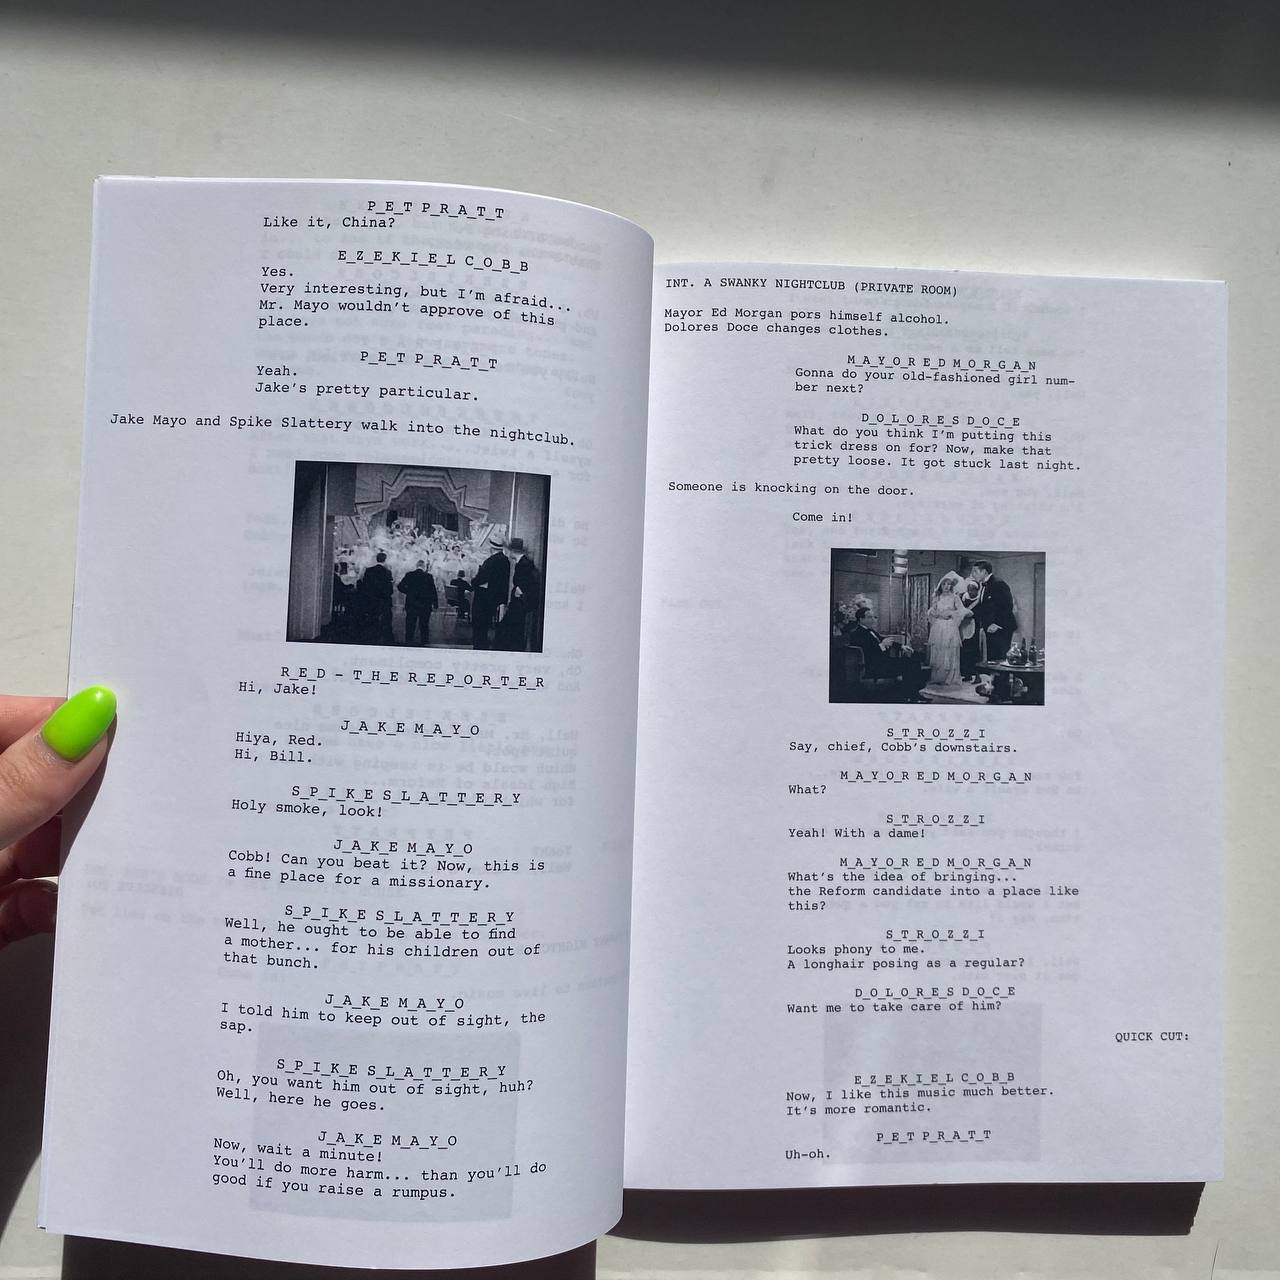 P_E_T P_R_A_T_T
Like it, China?
E_Z_E_K_I_E_L C_O_B_B
Yes.
Very interesting, but I'm afraid...
Mr. Mayo wouldn't approve of this
place.
P_E_T P_R_A_T_T
Yeah.
Jake's pretty particular.
Jake Mayo and Spike Slattery walk into the nightclub.
R_E_D - T_H_E R_E_P_O_R_T_E_R
Hi, Jake!
J_A_K_E M_A_Y_O
Hiya, Red.
Hi, Bill.
S_P_I_K_E S_L_A_T_T_E_R_Y
Holy smoke, look!
J_A_K_E M_A_Y_O
Cobb! Can you beat it? Now, this is
a fine place for a missionary.
S_P_I_K_E S_L_A_T_T_E_R_Y
Well, he ought to be able to find
a mother... for his children out of
that bunch.
J_A_K_E M_A_Y_O
I told him to keep out of sight, the
sap.
S_P_I_K_E S_L_A_T_T_E_R_Y
Oh, you want him out of sight, huh?
Well, here he goes.
J_A_K_E M_A_Y_O
Now, wait a minute!
You'll do more harm... than you'll do
good if you raise a rumpus.
INT. A SWANKY NIGHTCLUB (PRIVATE ROOM)
Mayor Ed Morgan pors himself alcohol.
Dolores Doce changes clothes.
M_A_Y_O_R E_D M_O_R_G_A_N
Gonna do your old-fashioned girl num-
ber next?
D_O_L_O_R_E_S D_O_C_E
What do you think I'm putting this
trick dress on for? Now, make that
pretty loose. It got stuck last night.
Someone is knocking on the door.
Come in!
S_T_R_O_Z_Z_I
Say, chief, Cobb's downstairs.
M_A_Y_O_R E_D M_O_R_G_A_N
What?
S_T_R_O_Z_Z_I
Yeah! With a dame!
M_A_Y_O_R E_D M_O_R_G_A_N
What's the idea of bringing...
the Reform candidate into a place like
this?
S_T_R_O_Z_Z_I
Looks phony to me.
A longhair posing as a regular?
D_O_L_O_R_E_S D_O_C_E
Want me to take care of him?
QUICK CUT:
E_Z_E_K_I_E_L C_O_B_B
Now, I like this music much better.
It's more romantic.
P_E_T P_R_A_T_T
Uh-oh.